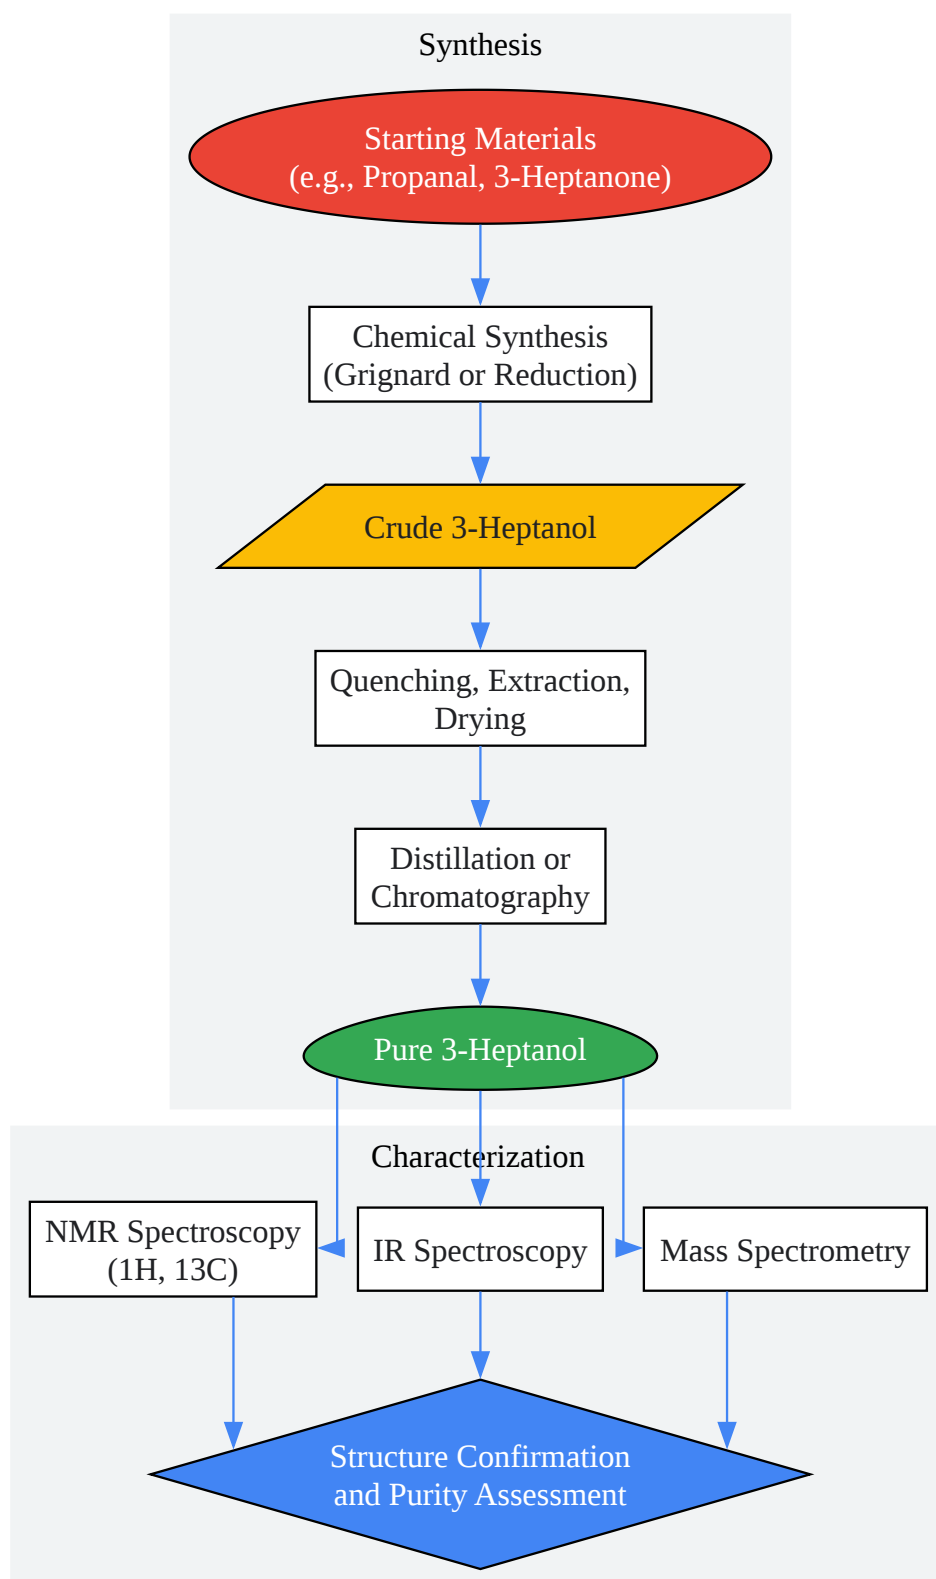 Synthesis
Starting Materials
(e.g., Propanal, 3-Heptanone)
Chemical Synthesis
(Grignard or Reduction)
Crude 3-Heptanol
Quenching, Extraction,
Drying
Distillation or
Chromatography
Pure 3-Heptanol
Characterization
NMR Spectroscopy
(1H, 13C)
IR Spectroscopy
Mass Spectrometry
Structure Confirmation
and Purity Assessment